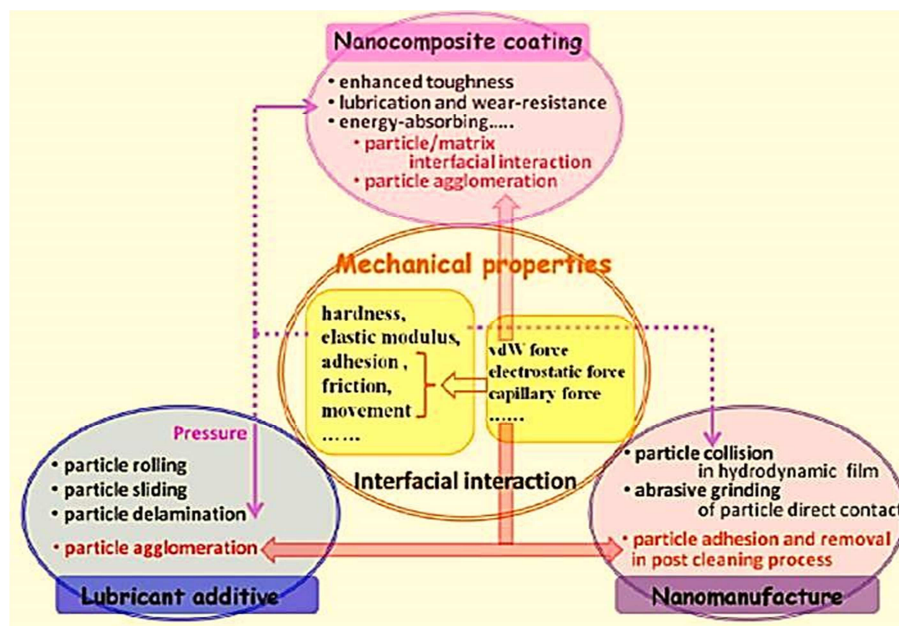 Nanocomposite coating
• enhanced toughness
• lubrication and wear-resistance
• energy-absorbing.....
• particle/matrix
interfacial interaction
• particle agglomeration
Mechanical properties
hardness,
elastic modulus,
adhesion ,
friction,
movement
......
vdW force
electrostatic force
capillary force
......
Interfacial interaction
Pressure
• particle rolling
• particle sliding
• particle delamination
• particle agglomeration
Lubricant additive
• particle collision
in hydrodynamic film
• abrasive grinding
of particle direct contact
• particle adhesion and removal
in post cleaning process
Nanomanufacture